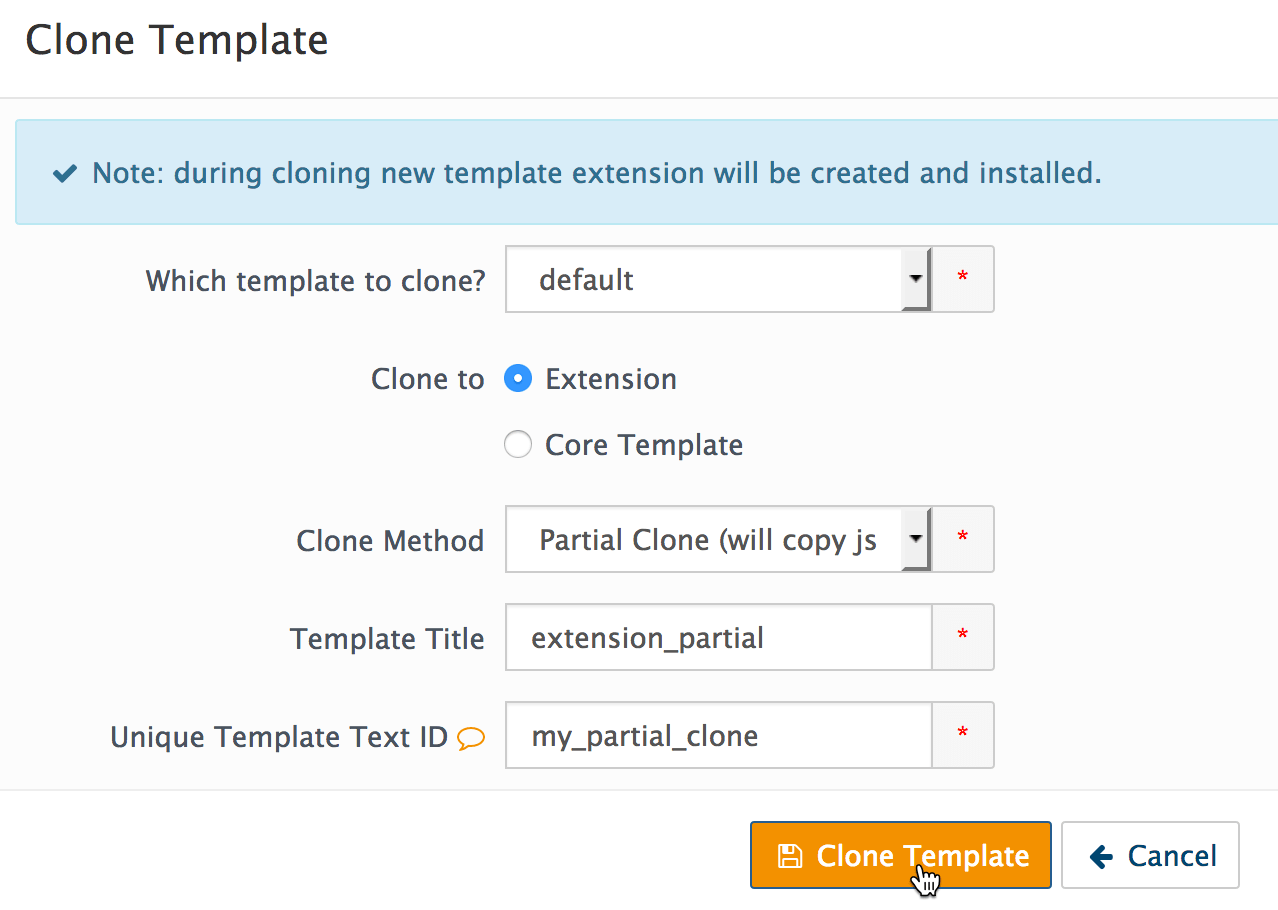 Clone Template
Note: during cloning new template extension will be created and installed.
Which template to clone? default *
Clone to Extension
Core Template
Clone Method Partial Clone (will copy js *
Template Title extension_partial *
Unique Template Text ID my_partial_clone *
Clone Template Cancel